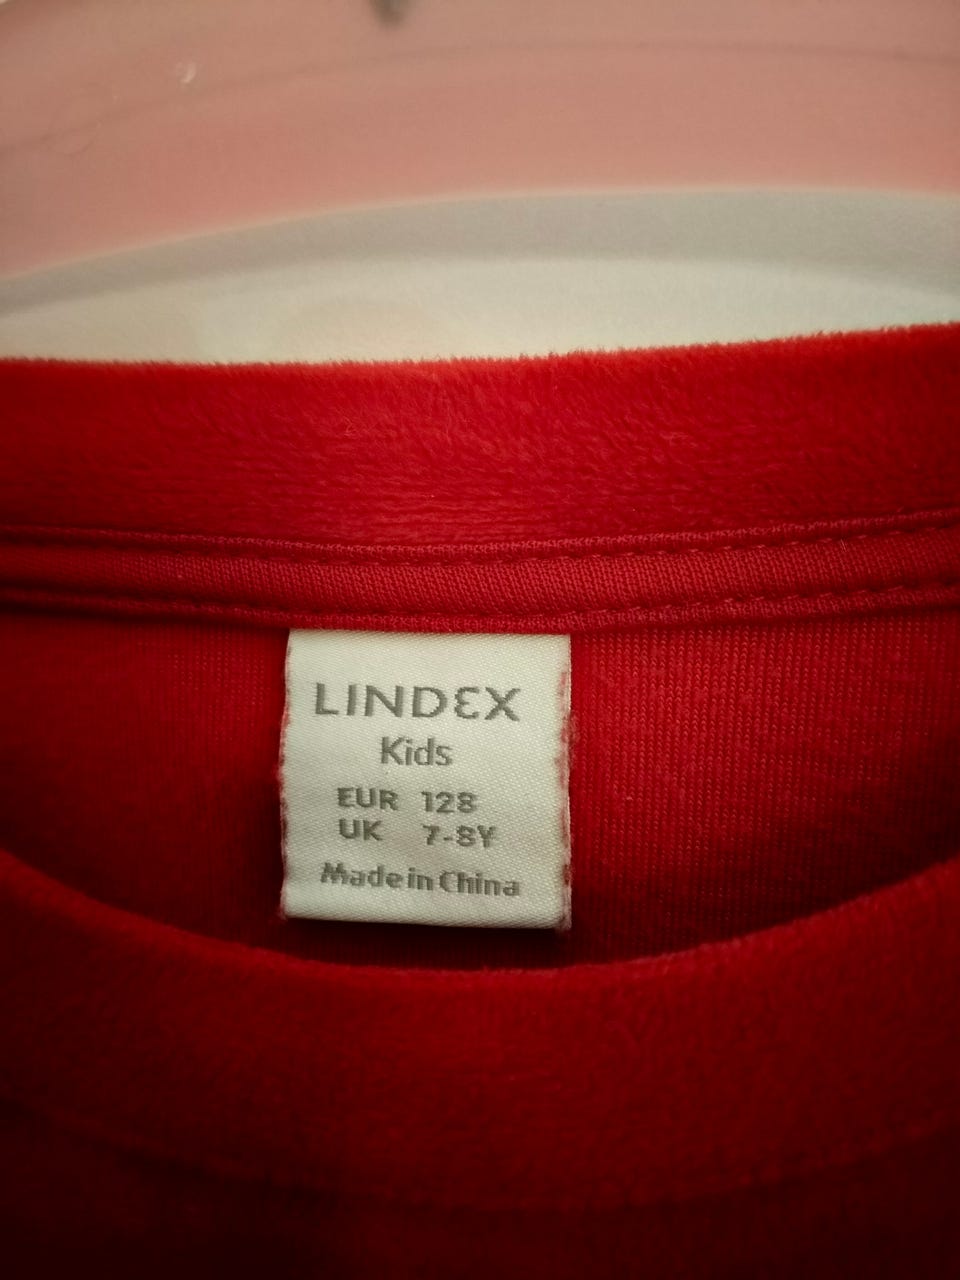 LINDEX
Kids
EUR 128
UK 7-8Y
Made in China